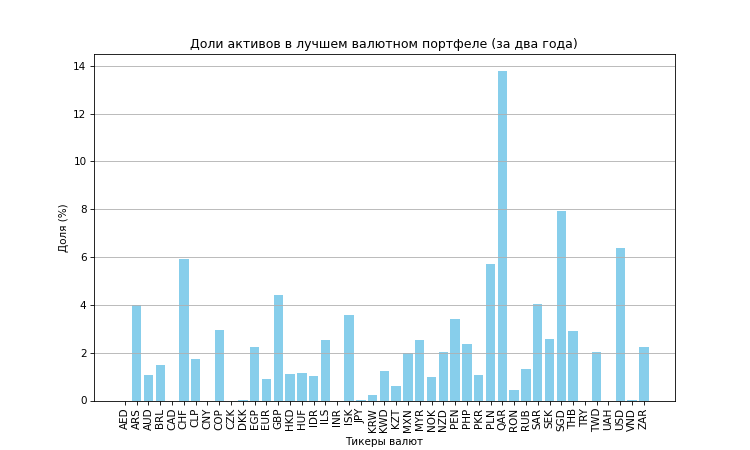 Доли активов в лучшем валютном портфеле (за два года)
14
12
10
8
6
4
2
0
Доля (%)
AED ARS AUD BRL CAD CHF CLP CNY COP CZK DKK EGP EUR GBP HKD HUF IDR ILS INR ISK JPY KRW KWD KZT MXN MYR NOK NZD PEN PHP PKR PLN QAR RON RUB SAR SEK SGD THB TRY TWD UAH USD VND ZAR
Тикеры валют